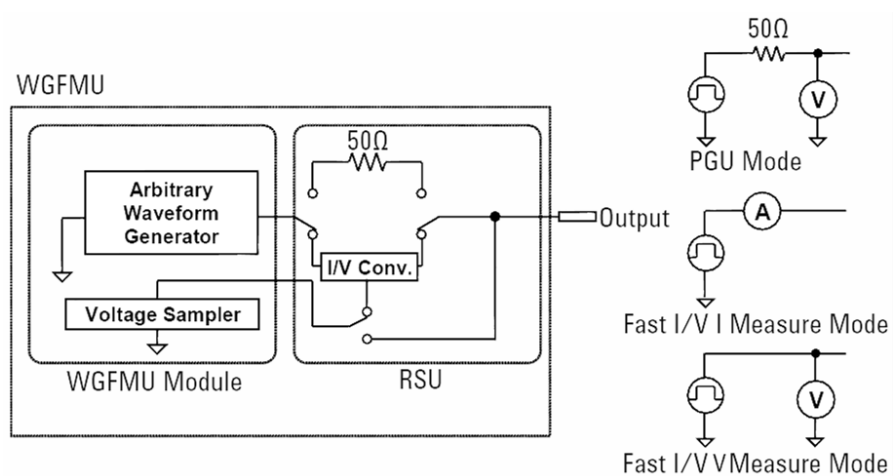 WGFMU
50Ω
Arbitrary
Waveform
Generator
I/V Conv.
Voltage Sampler
WGFMU Module
RSU
Output
50Ω
V
PGU Mode
A
Fast I/V I Measure Mode
V
Fast I/V V Measure Mode